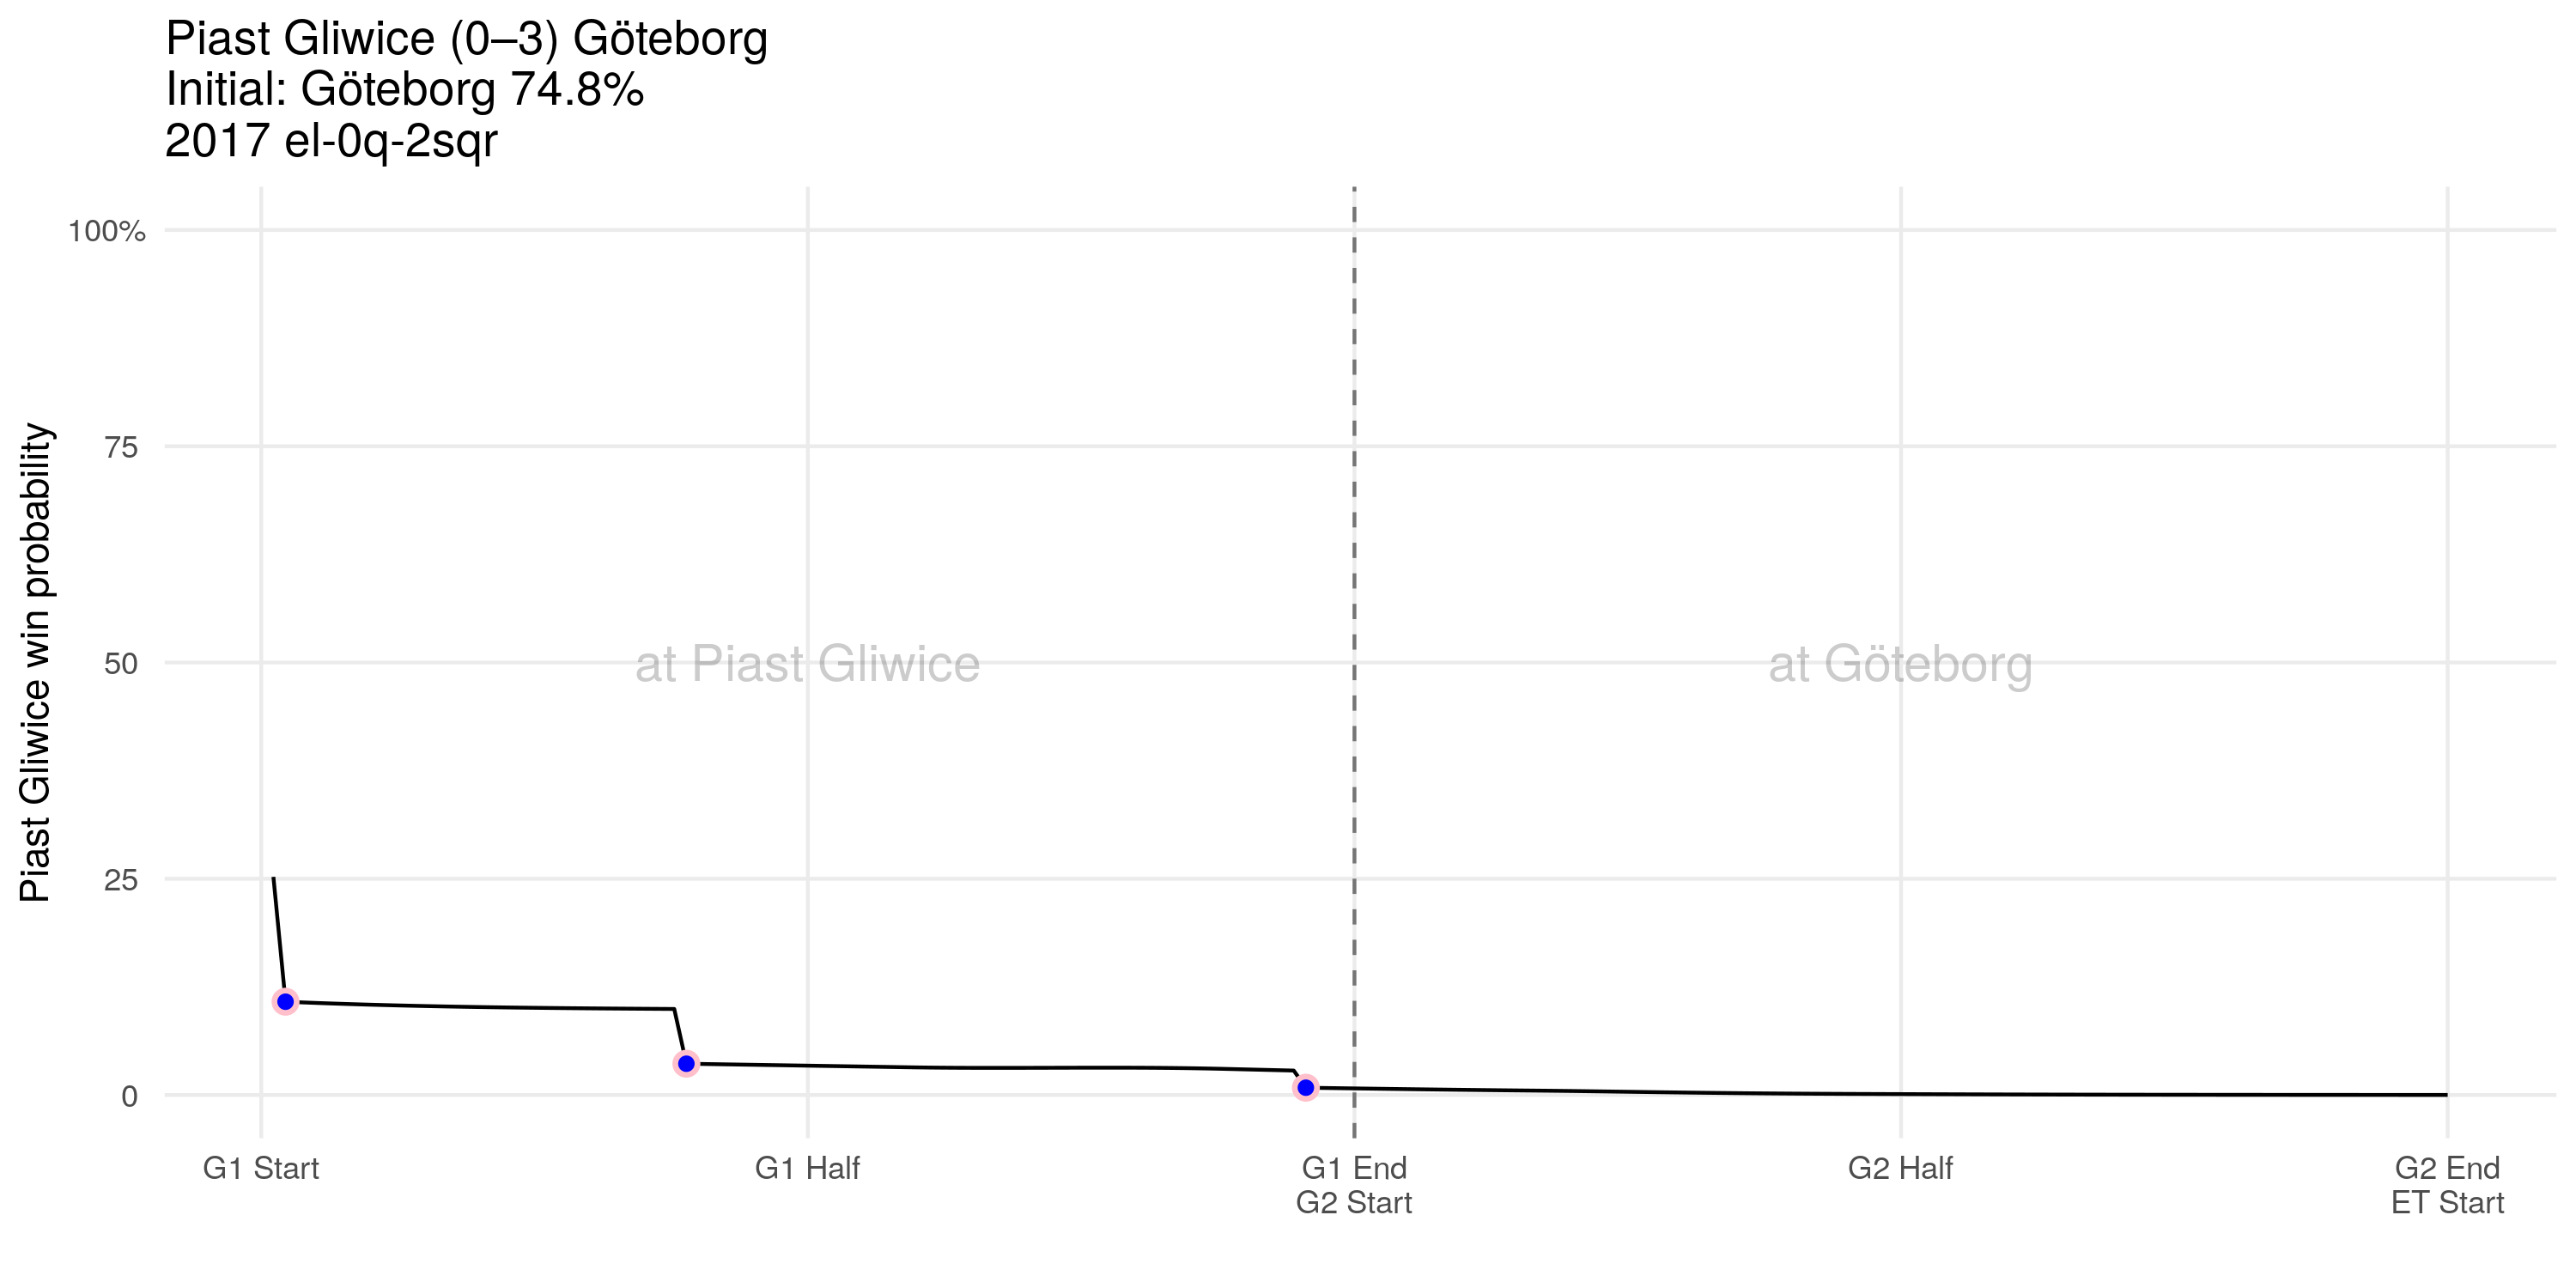 Piast Gliwice (0–3) Göteborg
Initial: Göteborg 74.8%
2017 el-0q-2sqr
Piast Gliwice win probability
100%
75
50
25
0
at Piast Gliwice
at Göteborg
G1 Start
G1 Half
G1 End
G2 Start
G2 Half
G2 End
ET Start